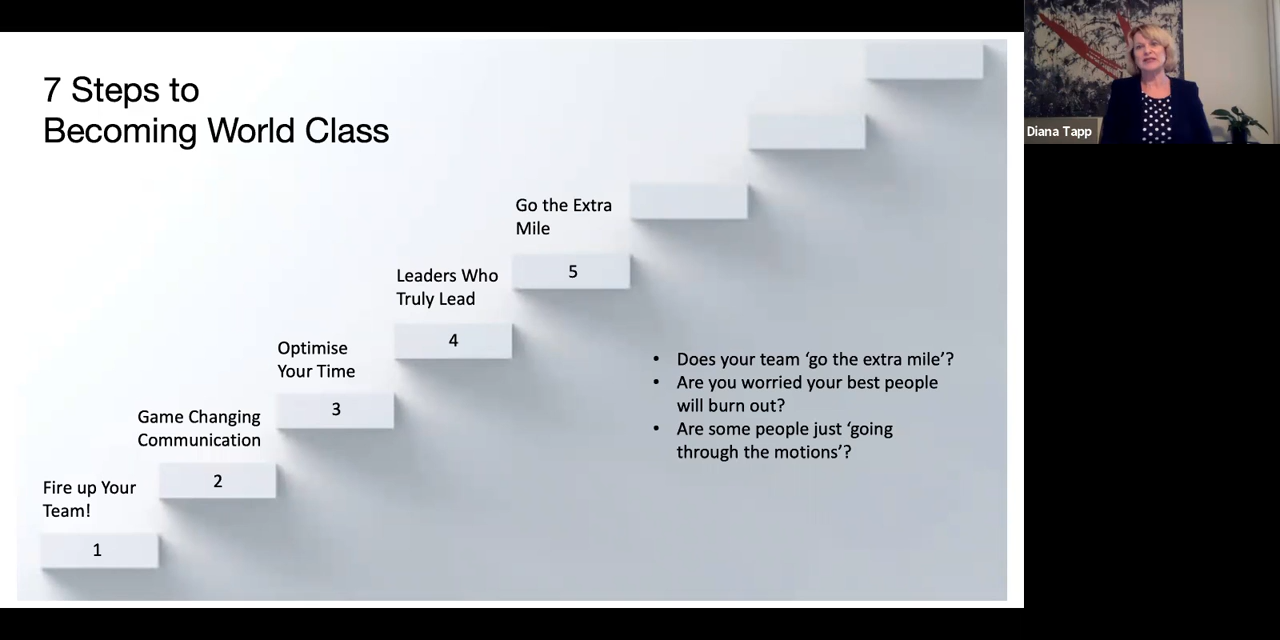 7 Steps to
Becoming World Class
Diana Tapp
Go the Extra
Mile
5
Leaders Who
Truly Lead
4
Optimise
Your Time
3
Game Changing
Communication
2
Fire up Your
Team!
1
• Does your team ‘go the extra mile’?
• Are you worried your best people
will burn out?
• Are some people just ‘going
through the motions’?